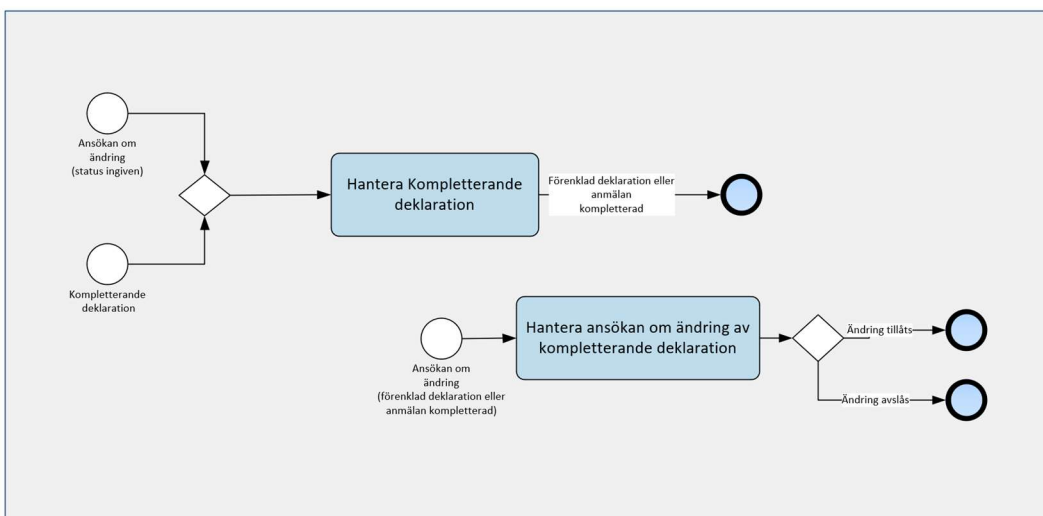 Ansökan om
ändring
(status ingiven)
Hantera Kompletterande
deklaration
Förenklad deklaration eller
anmälan
kompletterad
Kompletterande
deklaration
Ansökan om
ändring
(förenklad deklaration eller
anmälan kompletterad)
Hantera ansökan om ändring av
kompletterande deklaration
Ändring tillåts
Ändring avslås